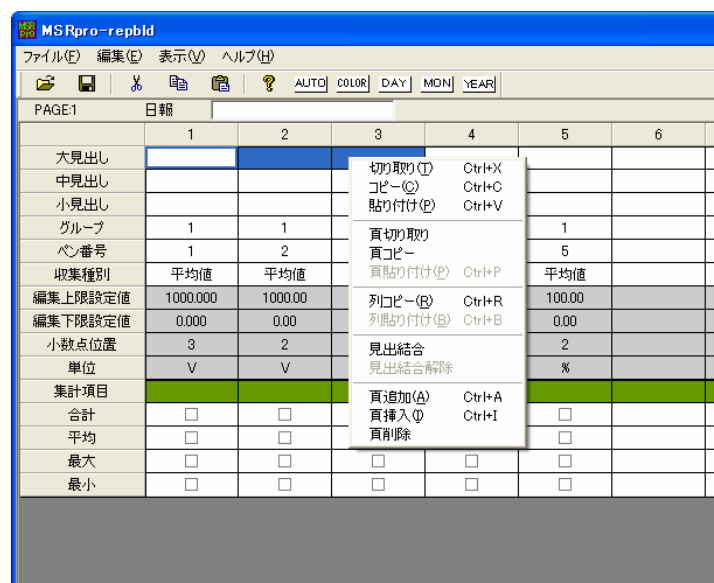 MSRpro-repbld
ファイル(F) 編集(E) 表示(V) ヘルプ(H)
AUTO COLOR DAY MON YEAR
PAGE:1 日報
1 2 3 4 5 6
大見出し
切り取り(T) Ctrl+X
中見出し
コピー(C) Ctrl+C
小見出し
貼り付け(P) Ctrl+V
グループ 1 1 1
頁切り取り
ペン番号 1 2 5
頁コピー
収集種別 平均値 平均値 平均値
頁貼り付け(P) Ctrl+P
編集上限設定値 1000.000 1000.00 100.00
列コピー(R) Ctrl+R
編集下限設定値 0.000 0.00 0.00
列貼り付け(B) Ctrl+B
小数点位置 3 2 2
見出結合
単位 V V %
見出結合解除
集計項目
頁追加(A) Ctrl+A
合計
頁挿入(I) Ctrl+I
平均
頁削除
最大
最小